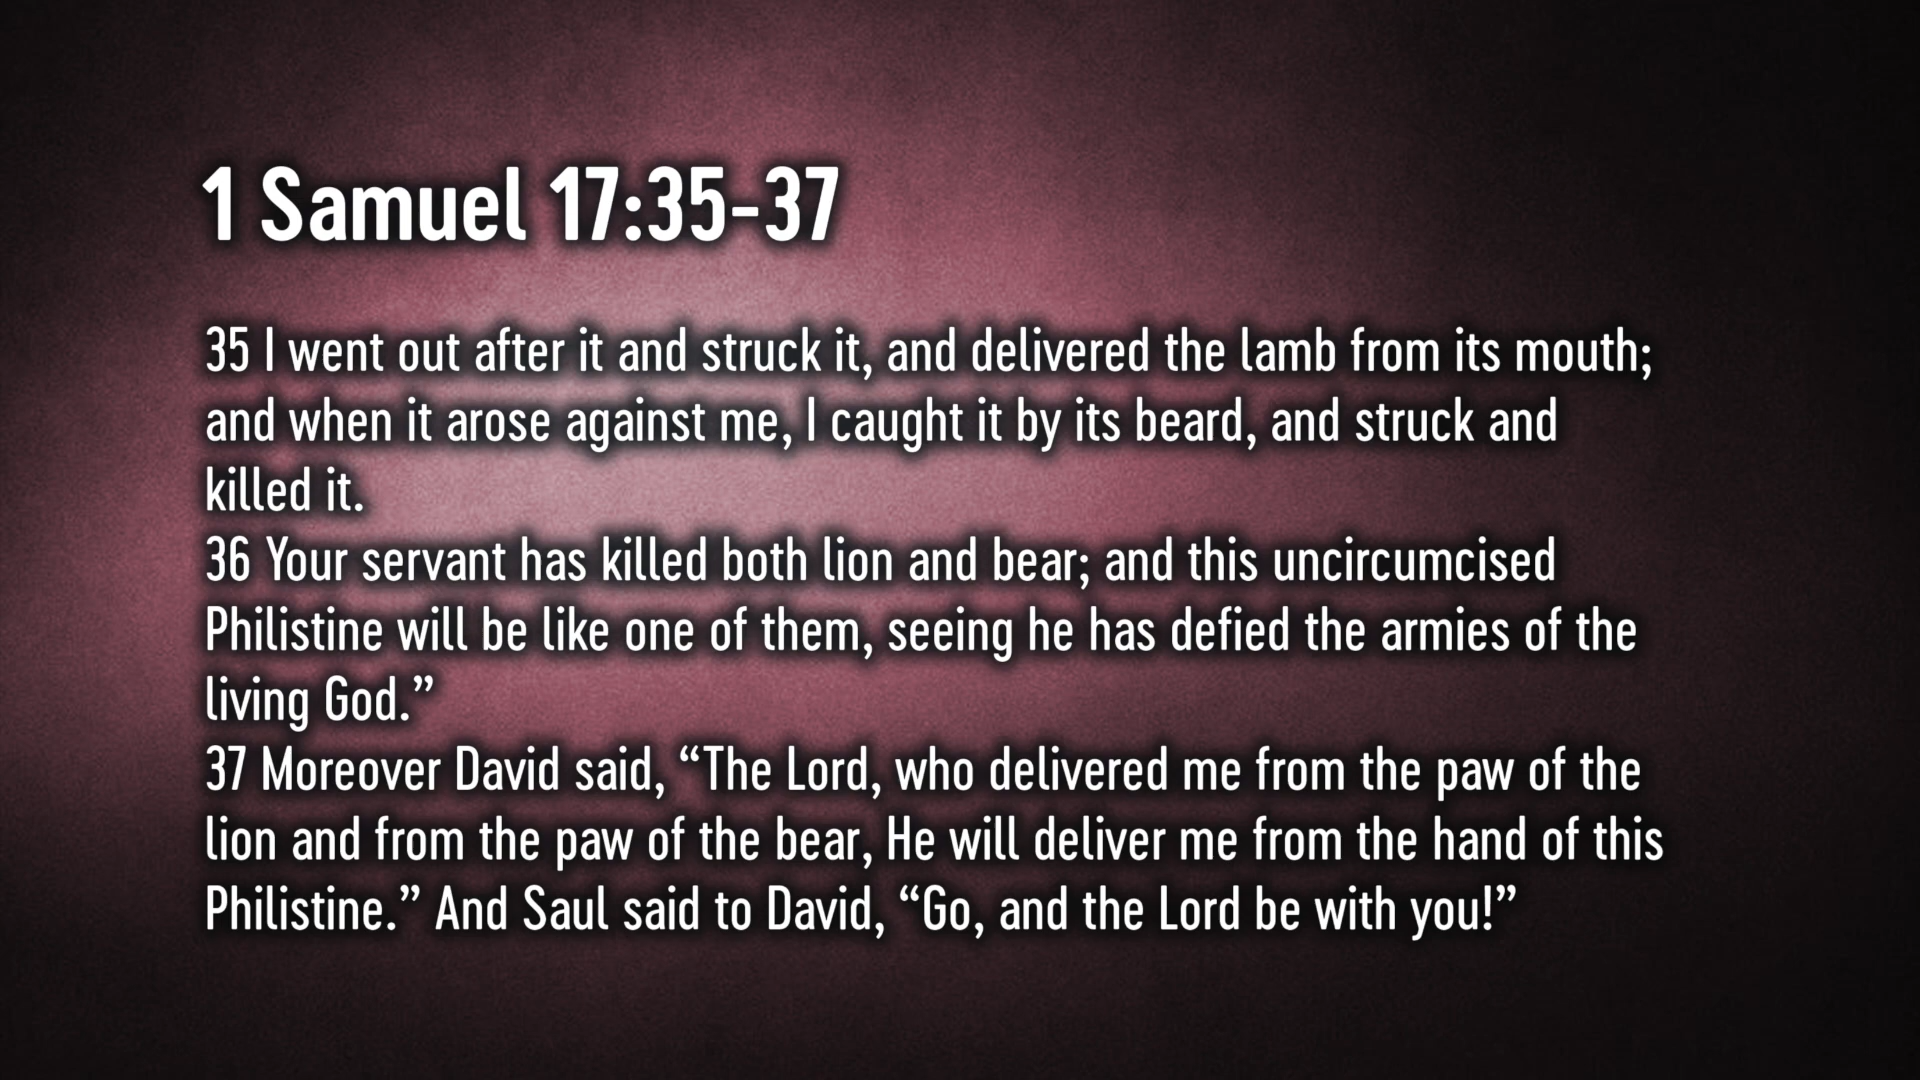 1 Samuel 17:35-37
35 I went out after it and struck it, and delivered the lamb from its mouth;
and when it arose against me, I caught it by its beard, and struck and
killed it.
36 Your servant has killed both lion and bear; and this uncircumcised
Philistine will be like one of them, seeing he has defied the armies of the
living God.”
37 Moreover David said, “The Lord, who delivered me from the paw of the
lion and from the paw of the bear, He will deliver me from the hand of this
Philistine.” And Saul said to David, “Go, and the Lord be with you!”